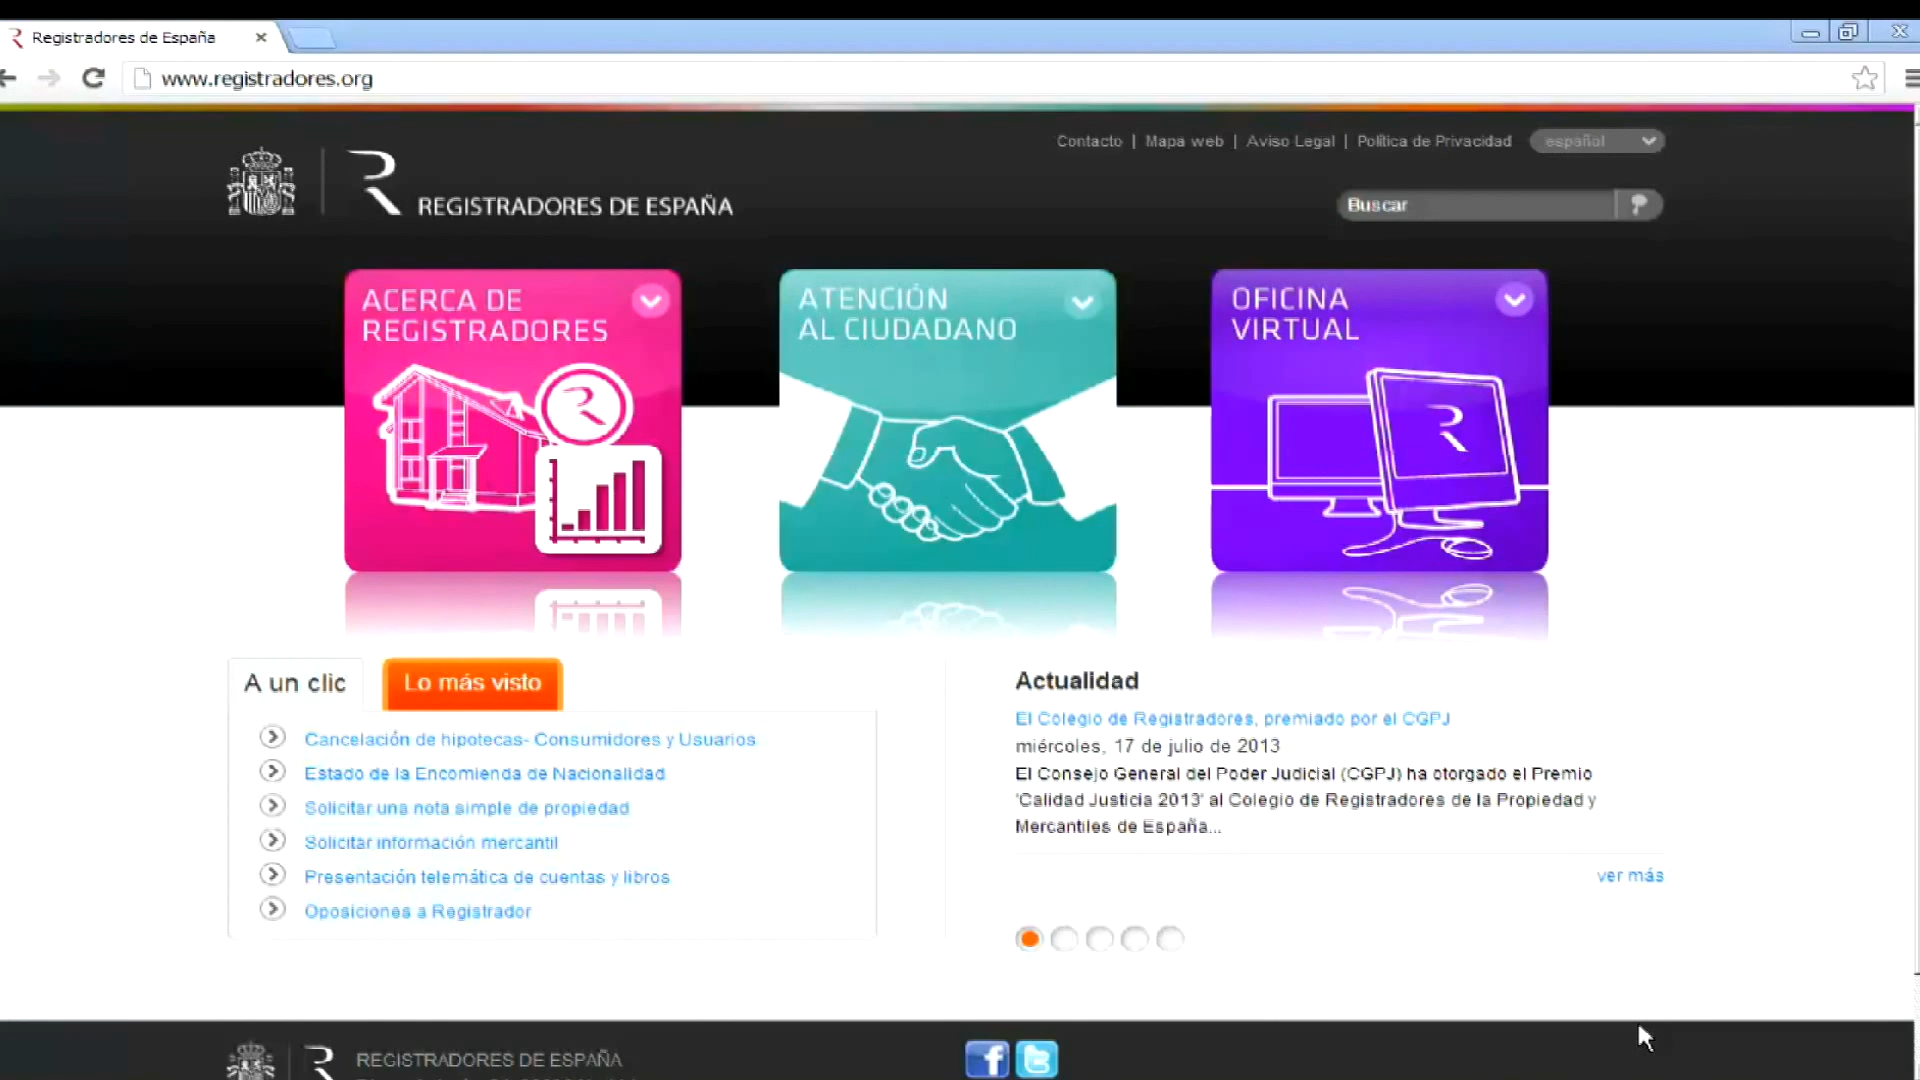 Registradores de España
www.registradores.org
Contacto | Mapa web | Aviso Legal | Política de Privacidad
español
REGISTRADORES DE ESPAÑA
Buscar
ACERCA DE
REGISTRADORES
ATENCIÓN
AL CIUDADANO
OFICINA
VIRTUAL
A un clic
Lo más visto
Cancelación de hipotecas- Consumidores y Usuarios
Estado de la Encomienda de Nacionalidad
Solicitar una nota simple de propiedad
Solicitar información mercantil
Presentación telemática de cuentas y libros
Oposiciones a Registrador
Actualidad
El Colegio de Registradores, premiado por el CGPJ
miércoles, 17 de julio de 2013
El Consejo General del Poder Judicial (CGPJ) ha otorgado el Premio
'Calidad Justicia 2013' al Colegio de Registradores de la Propiedad y
Mercantiles de España...
ver más
REGISTRADORES DE ESPAÑA